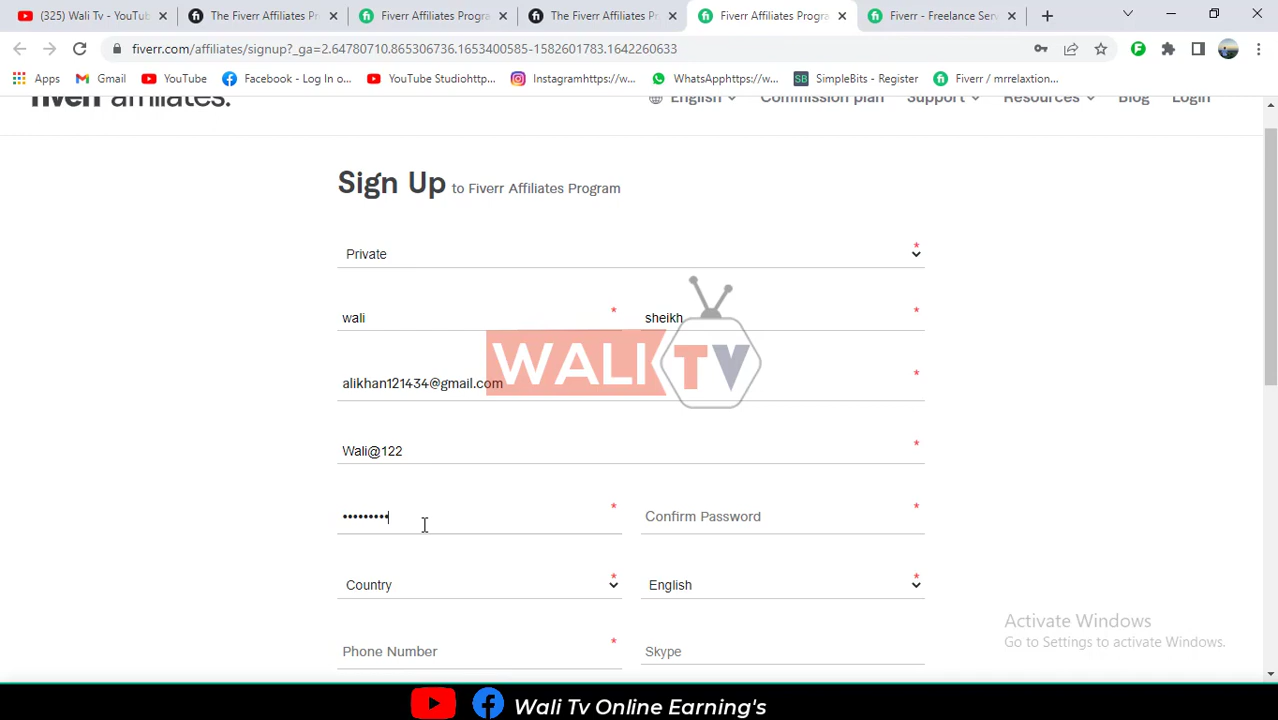 (325) Wali Tv - YouTub
The Fiverr Affiliates Pr
Fiverr Affiliates Progra
The Fiverr Affiliates P
Fiverr Affiliates Progra
Fiverr - Freelance Serv
fiverr.com/affiliates/signup?_ga=2.64780710.865306736.1653400585-1582601783.1642260633
Apps Gmail YouTube Facebook - Log In o... YouTube Studiohttp... Instagramhttps://w... WhatsApphttps://w... SimpleBits - Register Fiverr / mrrelaxtion...
fiverr affiliates. English Commission plan Support Resources Blog Login
Sign Up to Fiverr Affiliates Program
Private *
wali * sheikh *
WALI TV
alikhan121434@gmail.com *
Wali@122 *
••••••••• * Confirm Password *
Country * English *
Activate Windows
Go to Settings to activate Windows.
Phone Number * Skype
Wali Tv Online Earning's